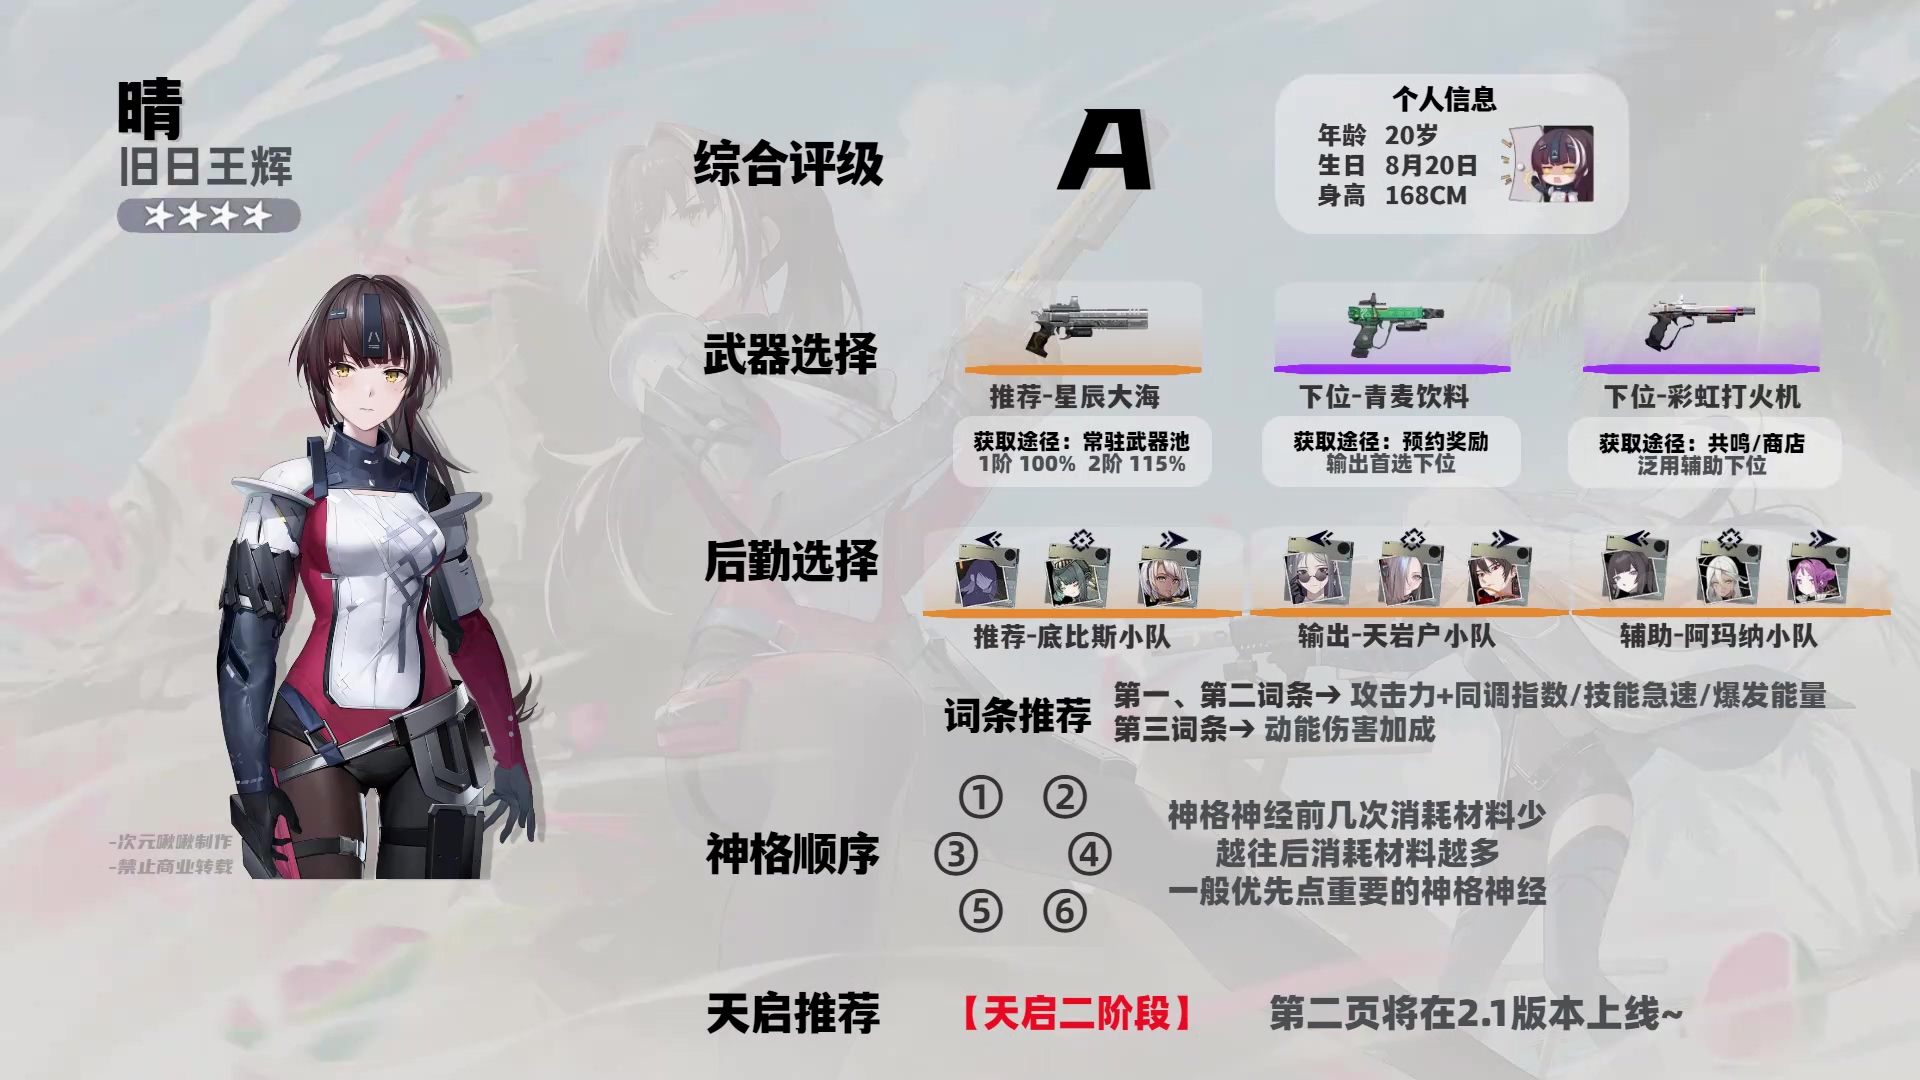 晴
旧日王辉
综合评级
A
个人信息
年龄 20岁
生日 8月20日
身高 168CM
武器选择
推荐-星辰大海
获取途径：常驻武器池
1阶 100% 2阶 115%
下位-青麦饮料
获取途径：预约奖励
输出首选下位
下位-彩虹打火机
获取途径：共鸣/商店
泛用辅助下位
后勤选择
推荐-底比斯小队
输出-天岩户小队
辅助-阿玛纳小队
词条推荐
第一、第二词条→ 攻击力+同调指数/技能急速/爆发能量
第三词条→ 动能伤害加成
神格顺序
① ②
③ ④
⑤ ⑥
神格神经前几次消耗材料少
越往后消耗材料越多
一般优先点重要的神格神经
天启推荐
【天启二阶段】
第二页将在2.1版本上线~
-次元啾啾制作
-禁止商业转载